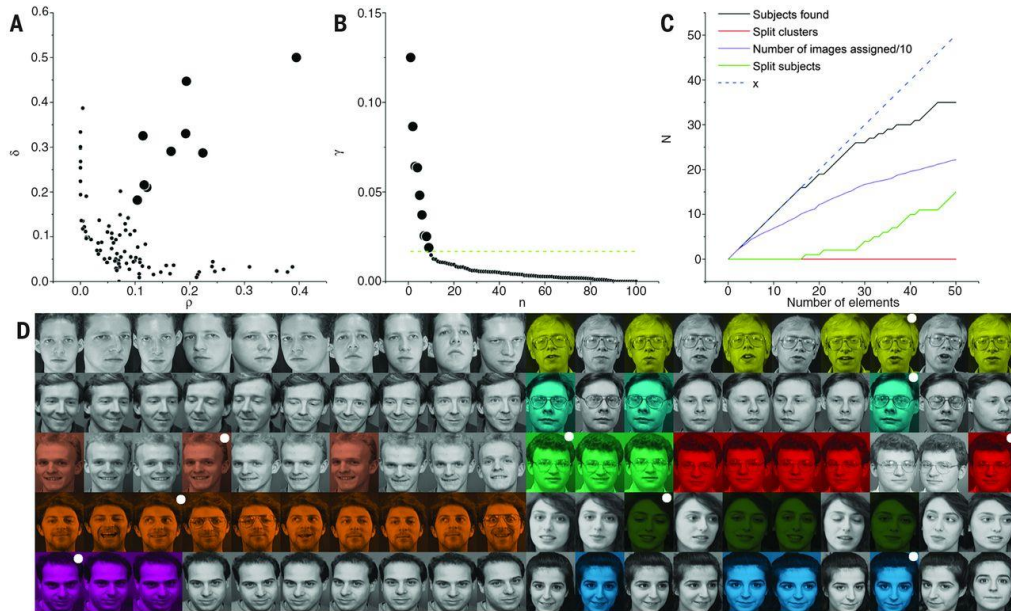 A
B
C
0.6
0.5
0.4
0.3
0.2
0.1
0.0
δ
0.0 0.1 0.2 0.3 0.4
ρ
0.15
0.10
0.05
0.00
γ
0 20 40 60 80 100
n
Subjects found
Split clusters
Number of images assigned/10
Split subjects
x
50
40
30
20
10
0
N
0 10 20 30 40 50
Number of elements
D